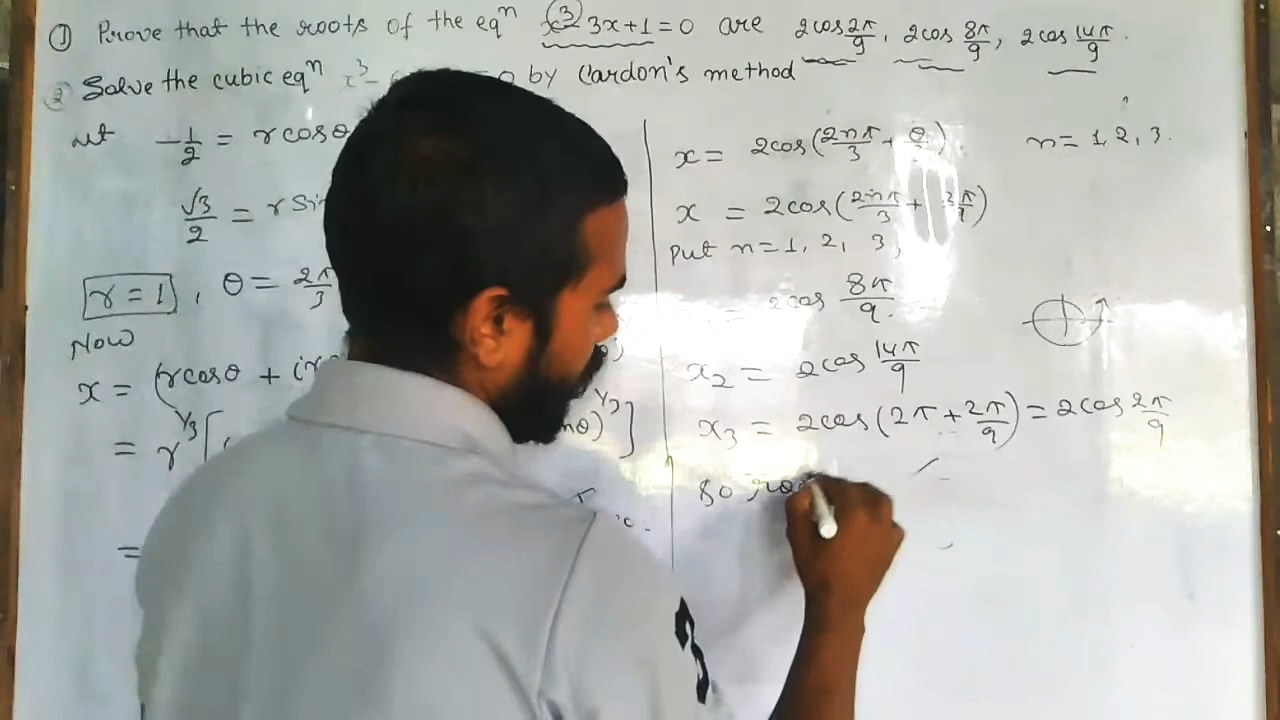 ① Prove that the roots of the eqⁿ x³ 3x+1=0 are 2cos 2π/9, 2cos 8π/9, 2cos 14π/9.
② Solve the cubic eqⁿ x³- =0 by Cardon's method
-1/2 = r cosθ
√3/2 = r Sin
r = 1, θ = 2π/3
Now
x = (r cosθ + i
= r^1/3 [
θ)^1/3]
=
x = 2cos(2nπ/3 + θ/ ) n = 1, 2, 3.
x = 2cos(2nπ/3 + 2π/9)
Put n=1, 2, 3,
= 2cos 8π/9.
x₂ = 2cos 14π/9
x₃ = 2cos(2π + 2π/9) = 2cos 2π/9
So